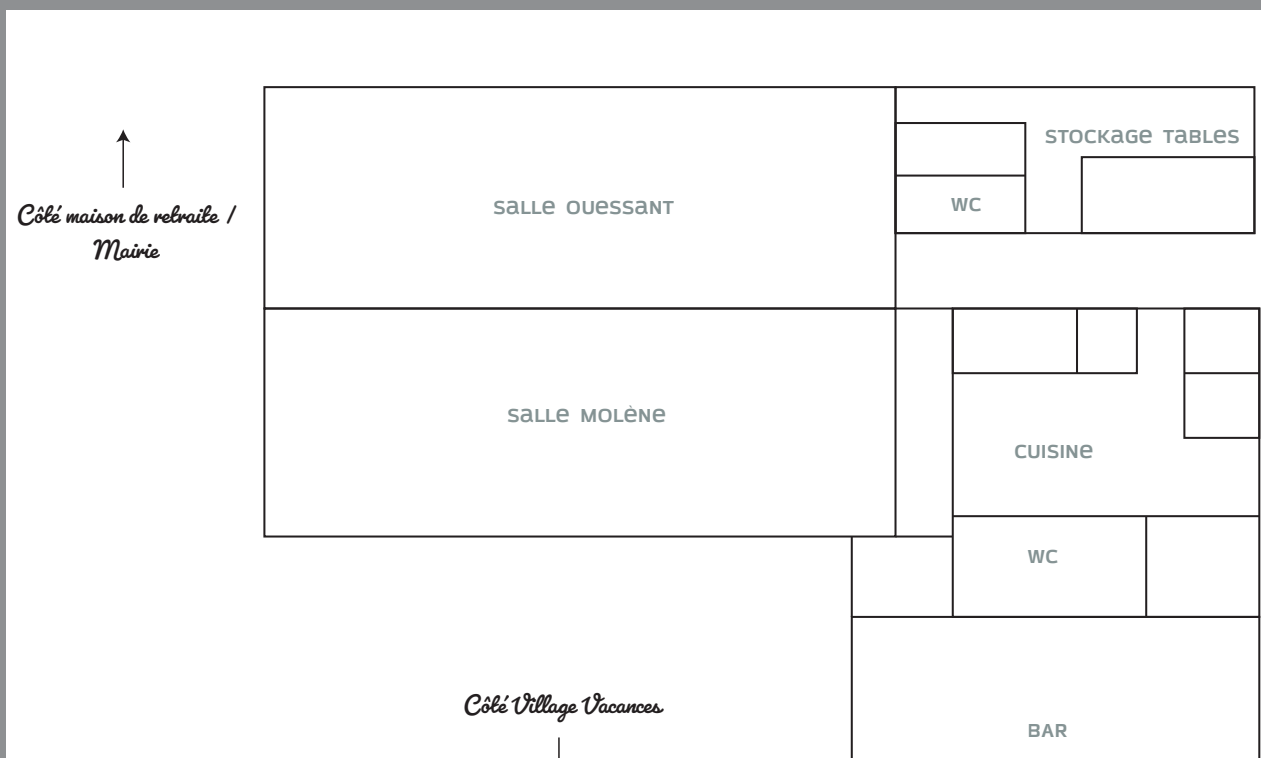 STOCKAGE TABLES
SALLE OUESSANT
WC
Côté maison de retraite /
Mairie
SALLE MOLÈNE
CUISINE
WC
Côté Village Vacances
BAR